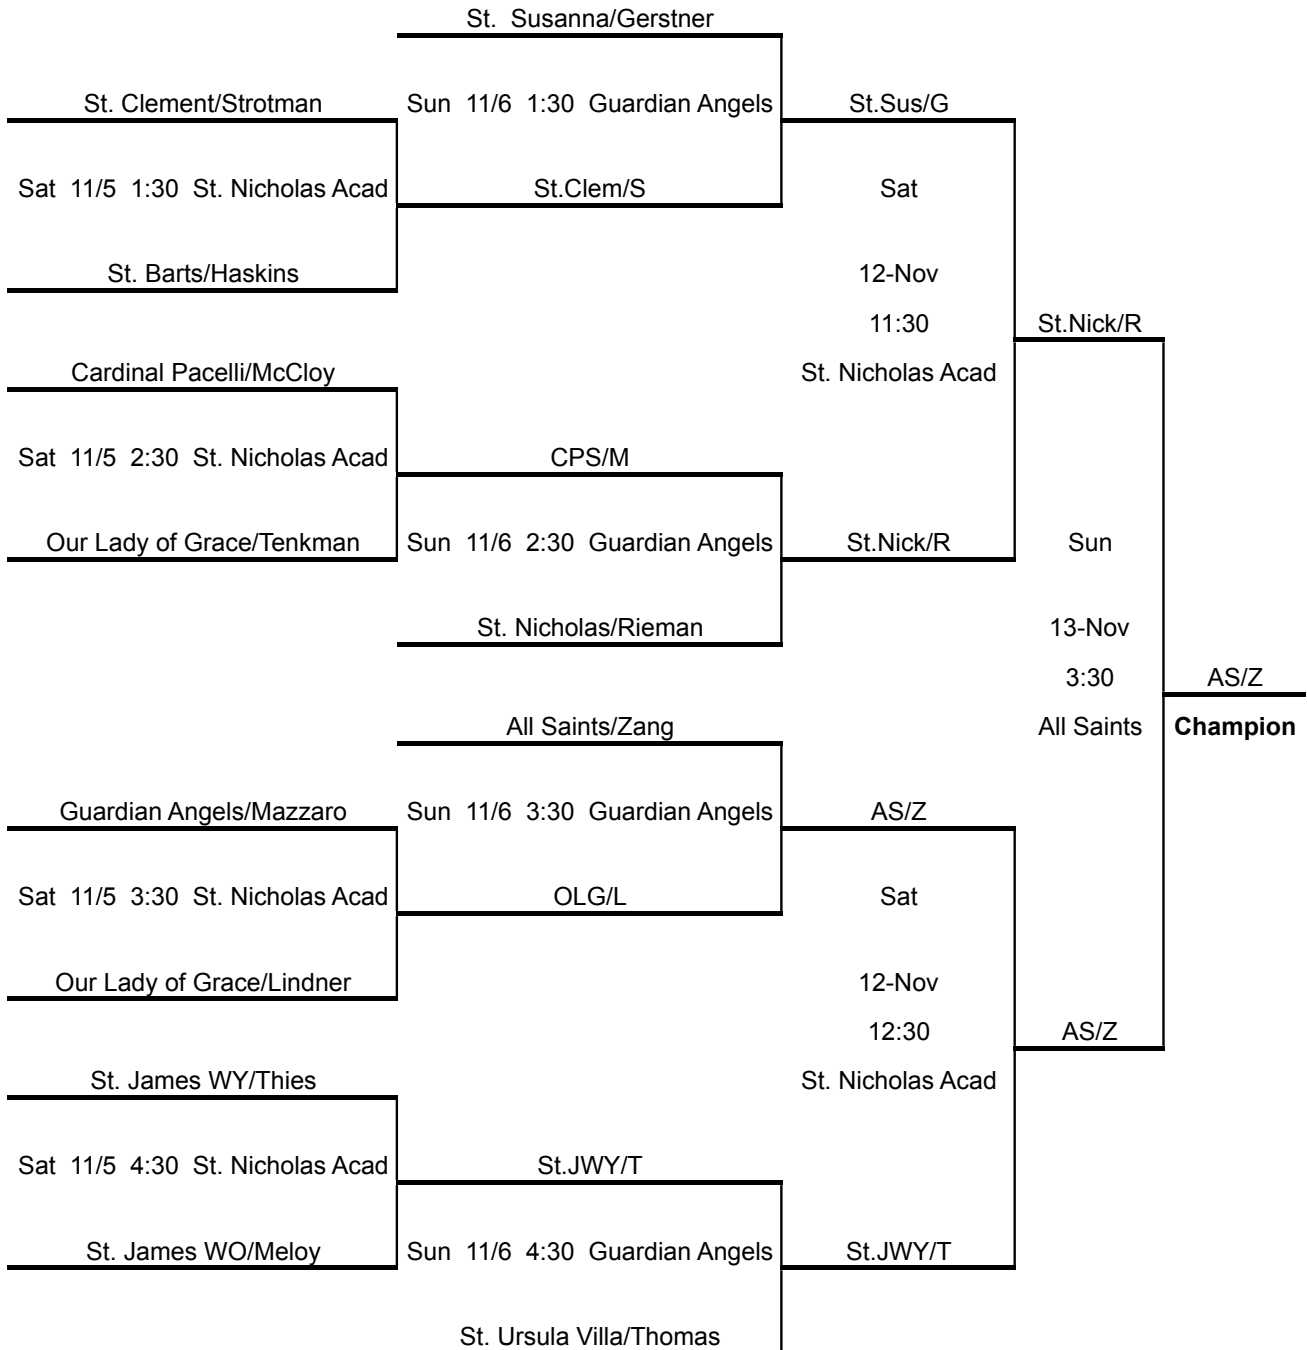 St. Susanna/Gerstner
St. Clement/Strotman
Sun 11/6 1:30 Guardian Angels
St.Sus/G
Sat 11/5 1:30 St. Nicholas Acad
St.Clem/S
Sat
St. Barts/Haskins
12-Nov
11:30
St.Nick/R
Cardinal Pacelli/McCloy
St. Nicholas Acad
Sat 11/5 2:30 St. Nicholas Acad
CPS/M
Our Lady of Grace/Tenkman
Sun 11/6 2:30 Guardian Angels
St.Nick/R
Sun
St. Nicholas/Rieman
13-Nov
3:30
AS/Z
All Saints/Zang
All Saints
Champion
Guardian Angels/Mazzaro
Sun 11/6 3:30 Guardian Angels
AS/Z
Sat 11/5 3:30 St. Nicholas Acad
OLG/L
Sat
Our Lady of Grace/Lindner
12-Nov
12:30
AS/Z
St. James WY/Thies
St. Nicholas Acad
Sat 11/5 4:30 St. Nicholas Acad
St.JWY/T
St. James WO/Meloy
Sun 11/6 4:30 Guardian Angels
St.JWY/T
St. Ursula Villa/Thomas